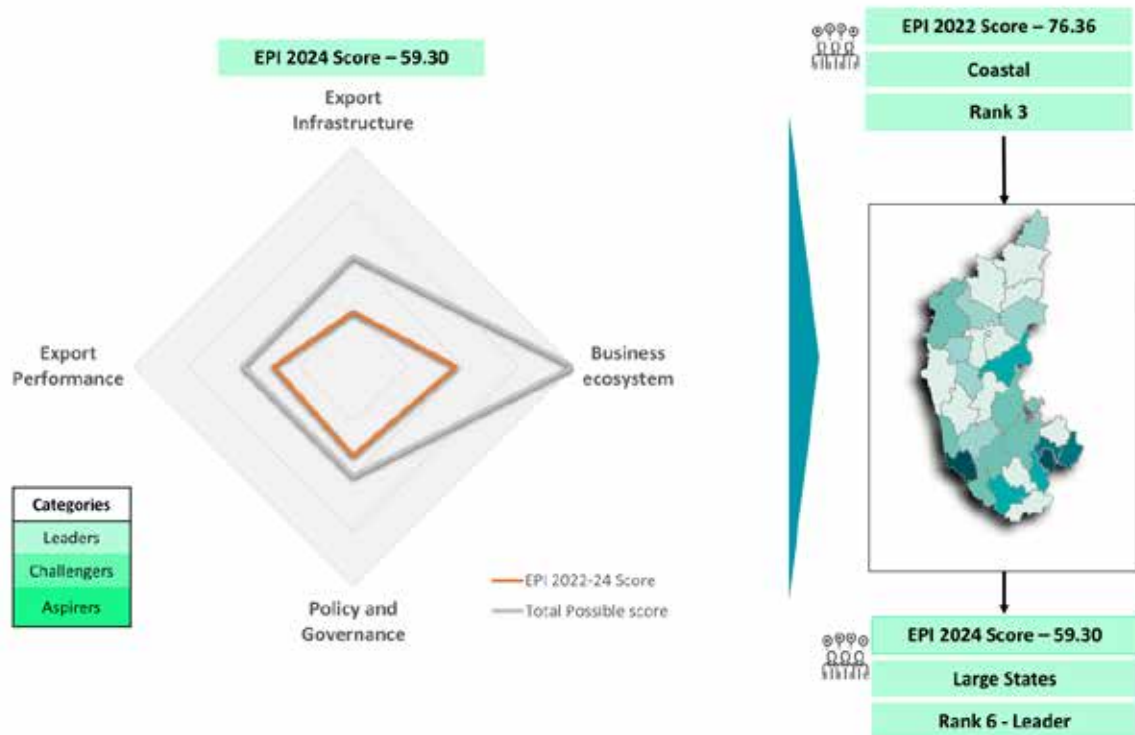 EPI 2024 Score – 59.30
Export
Infrastructure
Export
Performance
Business
ecosystem
Policy and
Governance
EPI 2022-24 Score
Total Possible score
Categories
Leaders
Challengers
Aspirers
EPI 2022 Score – 76.36
Coastal
Rank 3
EPI 2024 Score – 59.30
Large States
Rank 6 - Leader